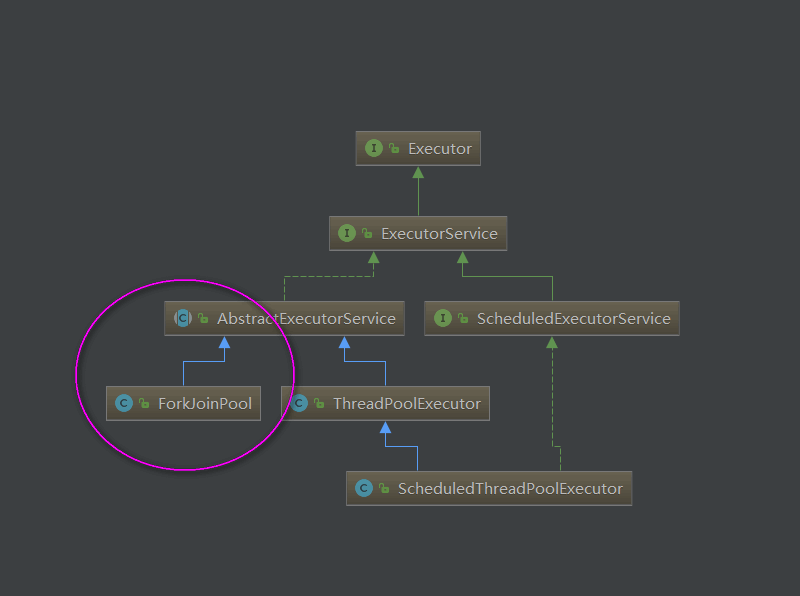 Executor
ExecutorService
AbstractExecutorService
ScheduledExecutorService
ForkJoinPool
ThreadPoolExecutor
ScheduledThreadPoolExecutor